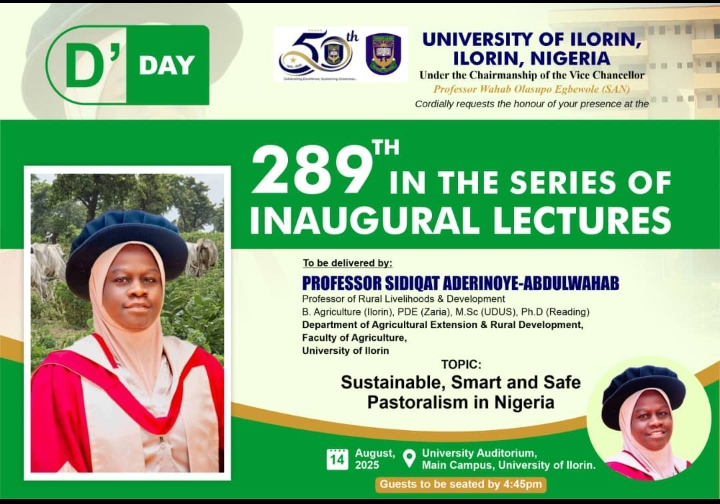 D' DAY
50th
UNIVERSITY OF ILORIN,
ILORIN, NIGERIA
Under the Chairmanship of the Vice Chancellor
Professor Wahab Olasupo Egbewole (SAN)
Cordially requests the honour of your presence at the
289TH IN THE SERIES OF
INAUGURAL LECTURES
To be delivered by:
PROFESSOR SIDIQAT ADERINOYE-ABDULWAHAB
Professor of Rural Livelihoods & Development
B. Agriculture (Ilorin), PDE (Zaria), M.Sc (UDUS), Ph.D (Reading)
Department of Agricultural Extension & Rural Development,
Faculty of Agriculture,
University of Ilorin
TOPIC:
Sustainable, Smart and Safe
Pastoralism in Nigeria
14 August,
2025
University Auditorium,
Main Campus, University of Ilorin.
Guests to be seated by 4:45pm